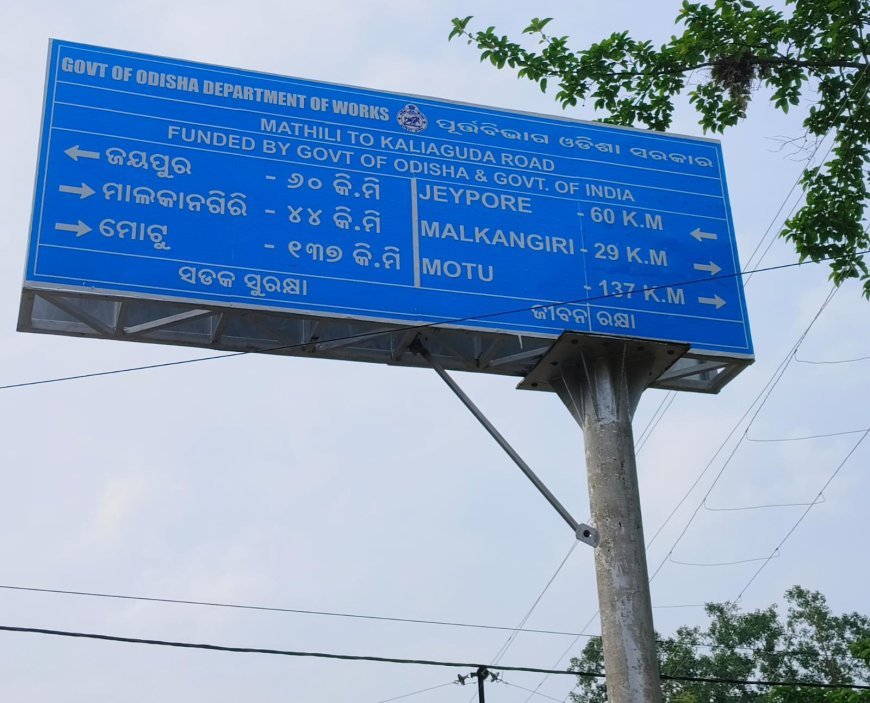 GOVT OF ODISHA DEPARTMENT OF WORKS ପୂର୍ତ୍ତବିଭାଗ ଓଡିଶା ସରକାର
MATHILI TO KALIAGUDA ROAD
FUNDED BY GOVT OF ODISHA & GOVT. OF INDIA
← ଜୟପୁର - ୬୦ କି.ମି
→ ମାଲକାନଗିରି - ୪୪ କି.ମି
→ ମୋଟୁ - ୧୩୭ କି.ମି
JEYPORE - 60 K.M ←
MALKANGIRI - 29 K.M →
MOTU - 137 K.M →
ସଡକ ସୁରକ୍ଷା ଜୀବନ ରକ୍ଷା